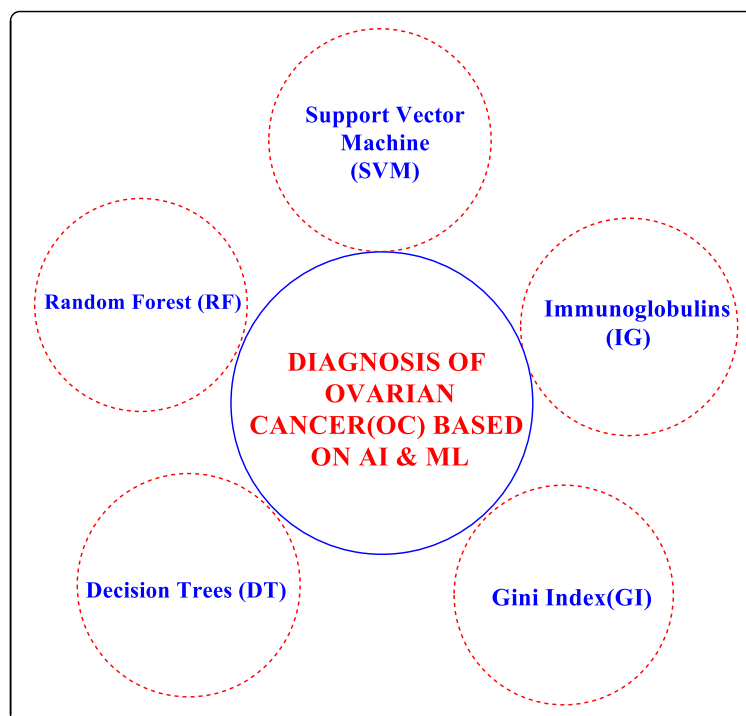 Support Vector
Machine
(SVM)
Random Forest (RF)
Immunoglobulins
(IG)
DIAGNOSIS OF
OVARIAN
CANCER(OC) BASED
ON AI & ML
Decision Trees (DT)
Gini Index(GI)